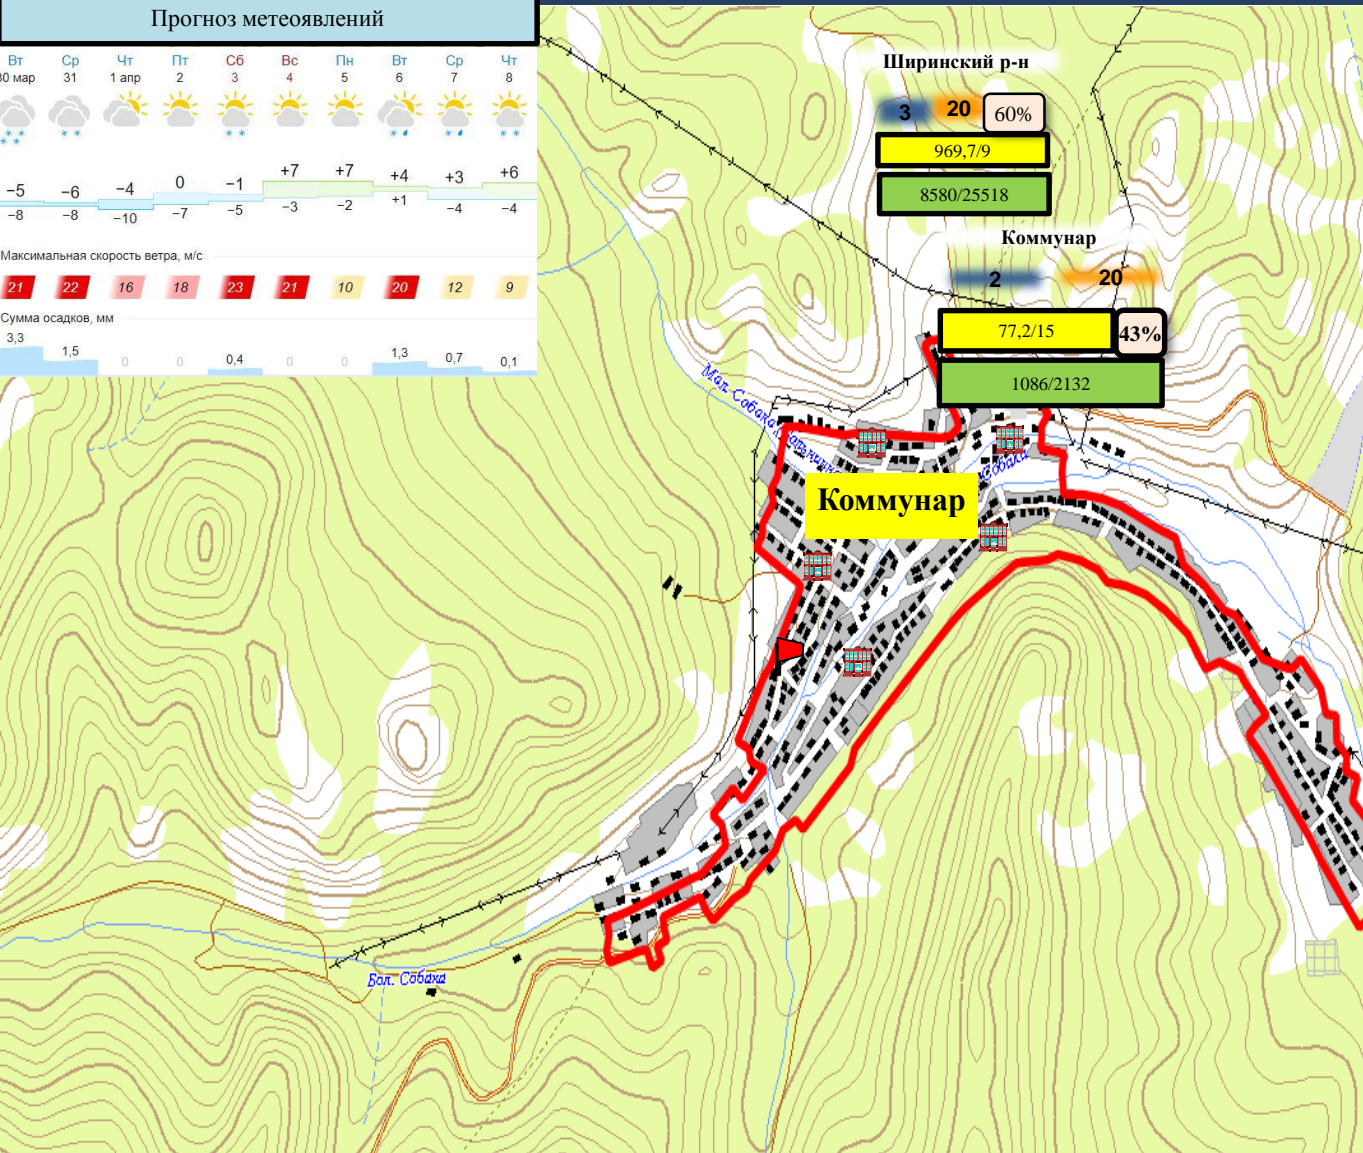 Прогноз метеоявлений
Вт Ср Чт Пт Сб Вс Пн Вт Ср Чт
30 мар 31 1 апр 2 3 4 5 6 7 8
−5 −6 −4 0 −1 +7 +7 +4 +3 +6
−8 −8 −10 −7 −5 −3 −2 +1 −4 −4
Максимальная скорость ветра, м/с
21 22 16 18 23 21 10 20 12 9
Сумма осадков, мм
3,3 1,5 0 0 0,4 0 0 1,3 0,7 0,1
Ширинский р-н
3 20 60%
969,7/9
8580/25518
Коммунар
2 20
77,2/15 43%
1086/2132
Мал. Собака
Собака
Коммунар
Бол. Собака